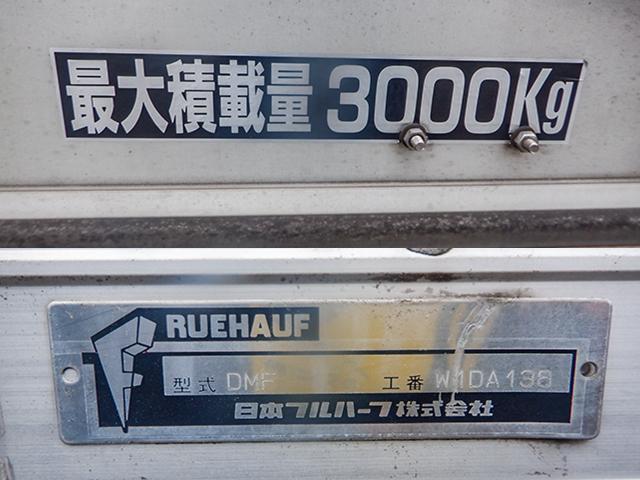 最大積載量 3000Kg
FRUEHAUF
型式 DMF 工番 W1DA138
日本フルハーフ株式会社